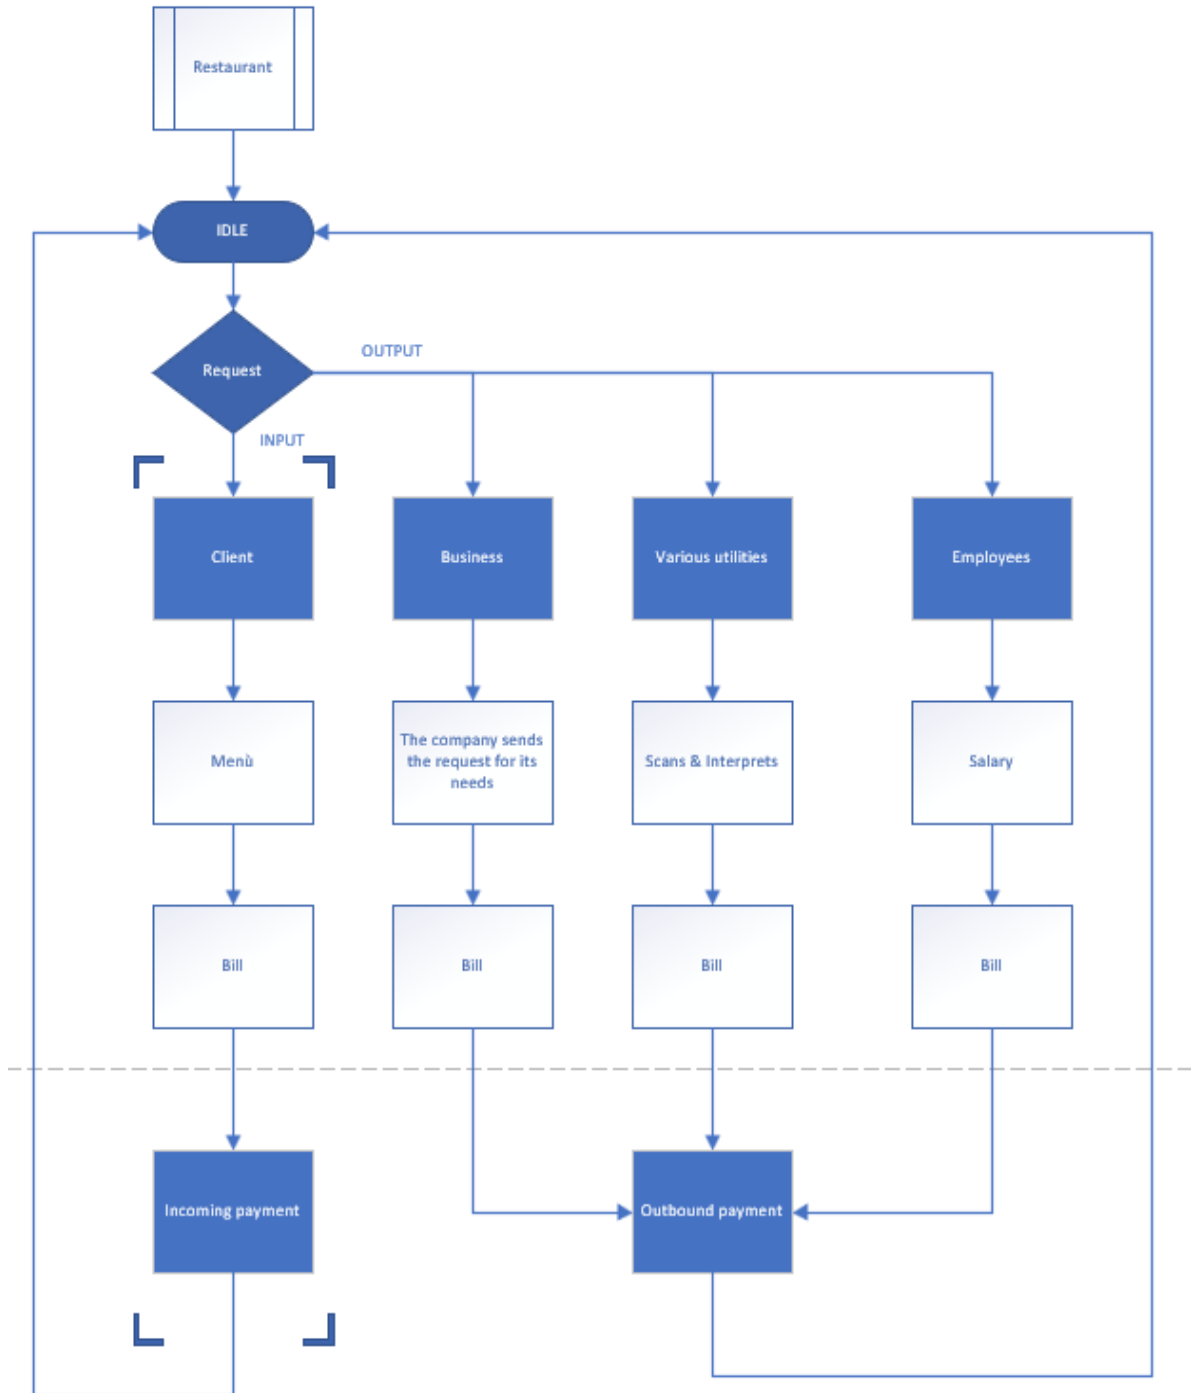 Restaurant
IDLE
Request
OUTPUT
INPUT
Client
Business
Various utilities
Employees
Menù
The company sends
the request for its
needs
Scans & Interprets
Salary
Bill
Bill
Bill
Bill
Incoming payment
Outbound payment